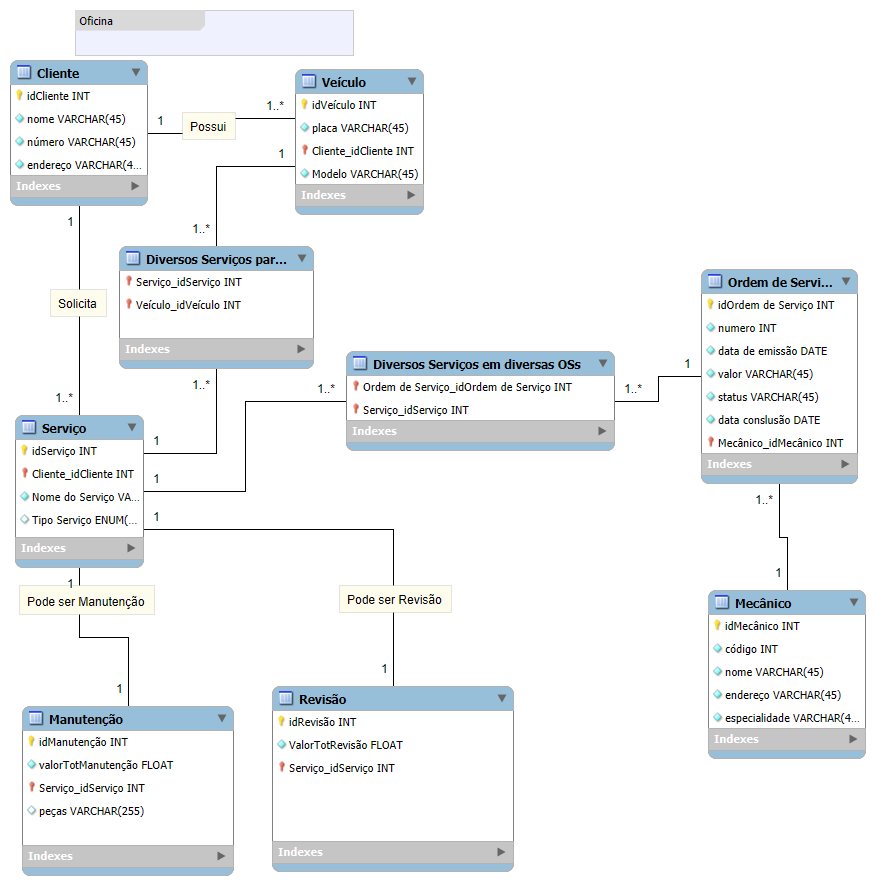 Oficina
Cliente
idCliente INT
nome VARCHAR(45)
número VARCHAR(45)
endereço VARCHAR(4...
Indexes
1
Possui
1..*
Veículo
idVeículo INT
placa VARCHAR(45)
Cliente_idCliente INT
Modelo VARCHAR(45)
Indexes
1
1..*
Diversos Serviços par...
Serviço_idServiço INT
Veículo_idVeículo INT
Indexes
1..*
1
Solicita
1..*
Serviço
idServiço INT
Cliente_idCliente INT
Nome do Serviço VA...
Tipo Serviço ENUM(...
Indexes
1
1
1
1..*
Diversos Serviços em diversas OSs
Ordem de Serviço_idOrdem de Serviço INT
Serviço_idServiço INT
Indexes
1..*
1
Ordem de Servi...
idOrdem de Serviço INT
numero INT
data de emissão DATE
valor VARCHAR(45)
status VARCHAR(45)
data conslusão DATE
Mecânico_idMecânico INT
Indexes
1..*
1
Mecânico
idMecânico INT
código INT
nome VARCHAR(45)
endereço VARCHAR(45)
especialidade VARCHAR(4...
Indexes
1
Pode ser Manutenção
1
Manutenção
idManutenção INT
valorTotManutenção FLOAT
Serviço_idServiço INT
peças VARCHAR(255)
Indexes
Pode ser Revisão
1
Revisão
idRevisão INT
ValorTotRevisão FLOAT
Serviço_idServiço INT
Indexes